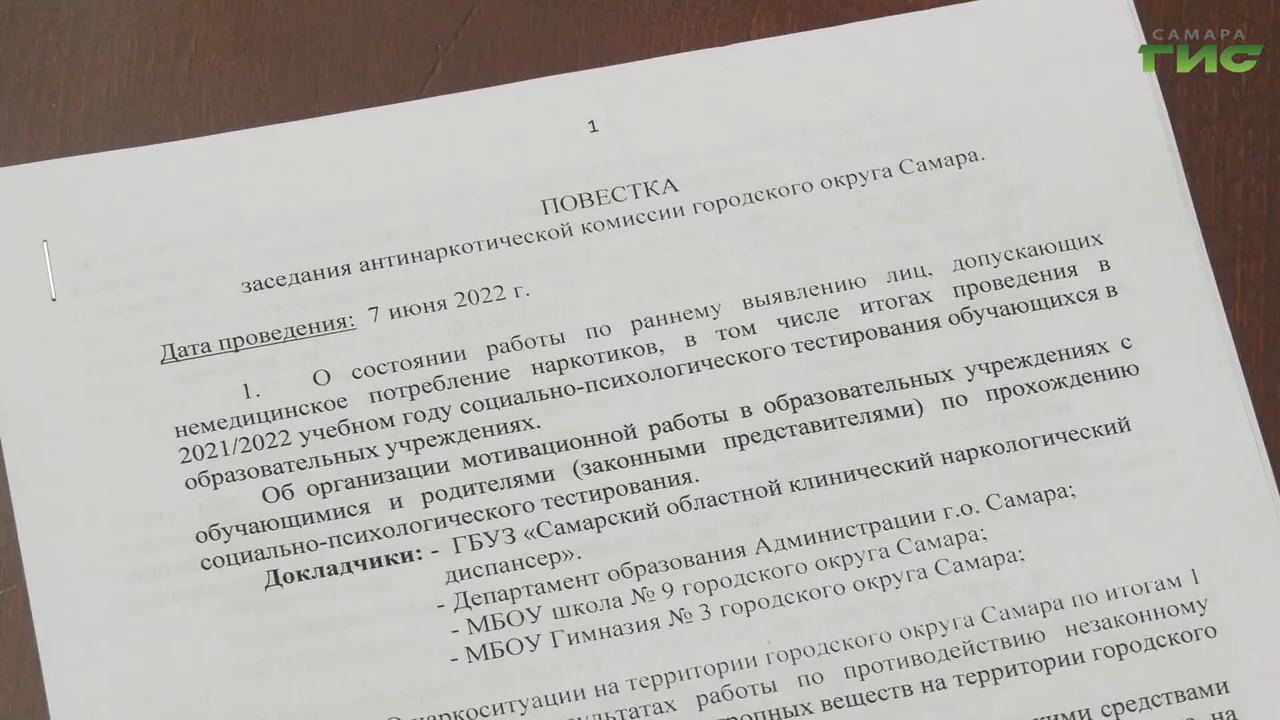 САМАРА
ГИС
1
ПОВЕСТКА
заседания антинаркотической комиссии городского округа Самара.
Дата проведения: 7 июня 2022 г.
1. О состоянии работы по раннему выявлению лиц, допускающих
немедицинское потребление наркотиков, в том числе итогах проведения в
2021/2022 учебном году социально-психологического тестирования обучающихся в
образовательных учреждениях.
Об организации мотивационной работы в образовательных учреждениях с
обучающимися и родителями (законными представителями) по прохождению
социально-психологического тестирования.
Докладчики: - ГБУЗ «Самарский областной клинический наркологический
диспансер».
- Департамент образования Администрации г.о. Самара;
- МБОУ школа № 9 городского округа Самара;
- МБОУ Гимназия № 3 городского округа Самара;
О наркоситуации на территории городского округа Самара по итогам 1
работы по противодействию незаконному
веществ на территории городского
средствами
на